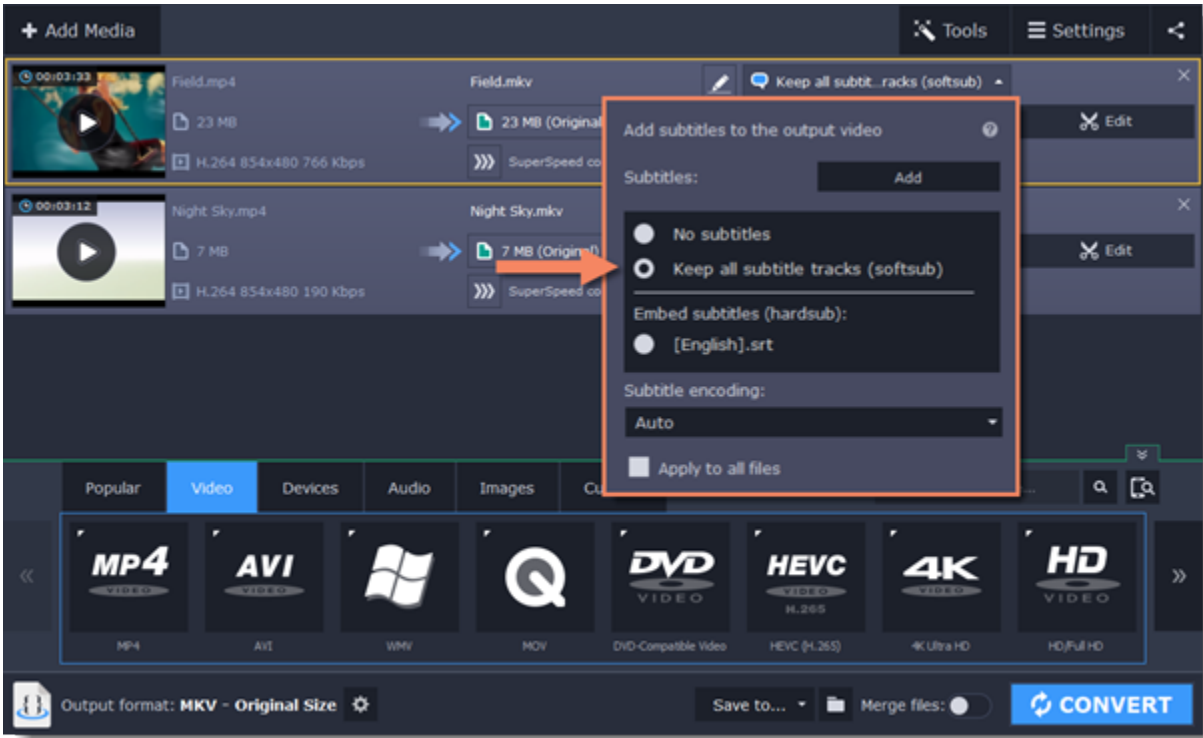 Add Media
Tools
Settings
00:03:33
Field.mp4
Field.mkv
Keep all subtit...racks (softsub)
23 MB
23 MB (Original
Edit
H.264 854x480 766 Kbps
SuperSpeed co
Add subtitles to the output video
Subtitles:
Add
No subtitles
Keep all subtitle tracks (softsub)
Embed subtitles (hardsub):
[English].srt
Subtitle encoding:
Auto
Apply to all files
00:03:12
Night Sky.mp4
Night Sky.mkv
7 MB
7 MB (Original)
Edit
H.264 854x480 190 Kbps
SuperSpeed co
Popular
Video
Devices
Audio
Images
Cu
MP4
VIDEO
AVI
VIDEO
DVD
VIDEO
HEVC
VIDEO
H.265
4K
VIDEO
HD
VIDEO
MP4
AVI
WMV
MOV
DVD-Compatible Video
HEVC (H.265)
4K Ultra HD
HD/Full HD
Output format: MKV - Original Size
Save to...
Merge files:
CONVERT